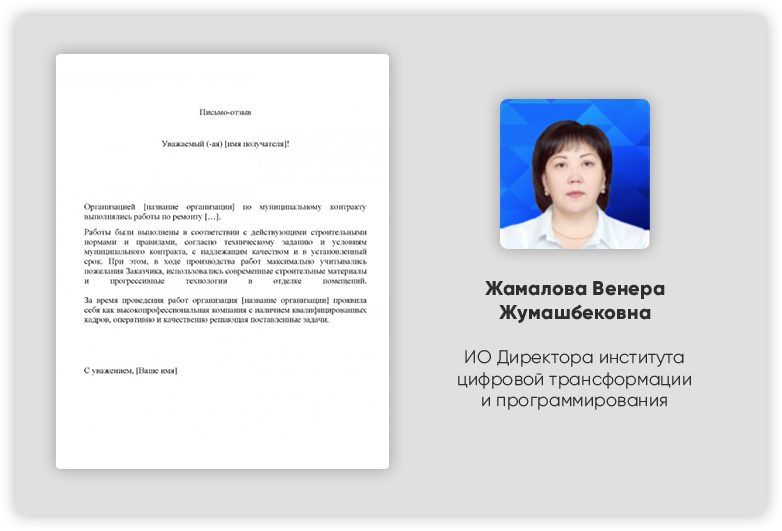 Письмо-отзыв
Уважаемый (-ая) [имя получателя]!
Организацией [название организации] по муниципальному контракту
выполнялись работы по ремонту […].
Работы были выполнены в соответствии с действующими строительными
нормами и правилами, согласно техническому заданию и условиям
муниципального контракта, с надлежащим качеством и в установленный
срок. При этом, в ходе производства работ максимально учитывались
пожелания Заказчика, использовались современные строительные материалы
и прогрессивные технологии в отделке помещений.
За время проведения работ организация [название организации] проявила
себя как высокопрофессиональная компания с наличием квалифицированных
кадров, оперативно и качественно решающая поставленные задачи.
С уважением, [Ваше имя]
Жамалова Венера
Жумашбековна
ИО Директора института
цифровой трансформации
и программирования